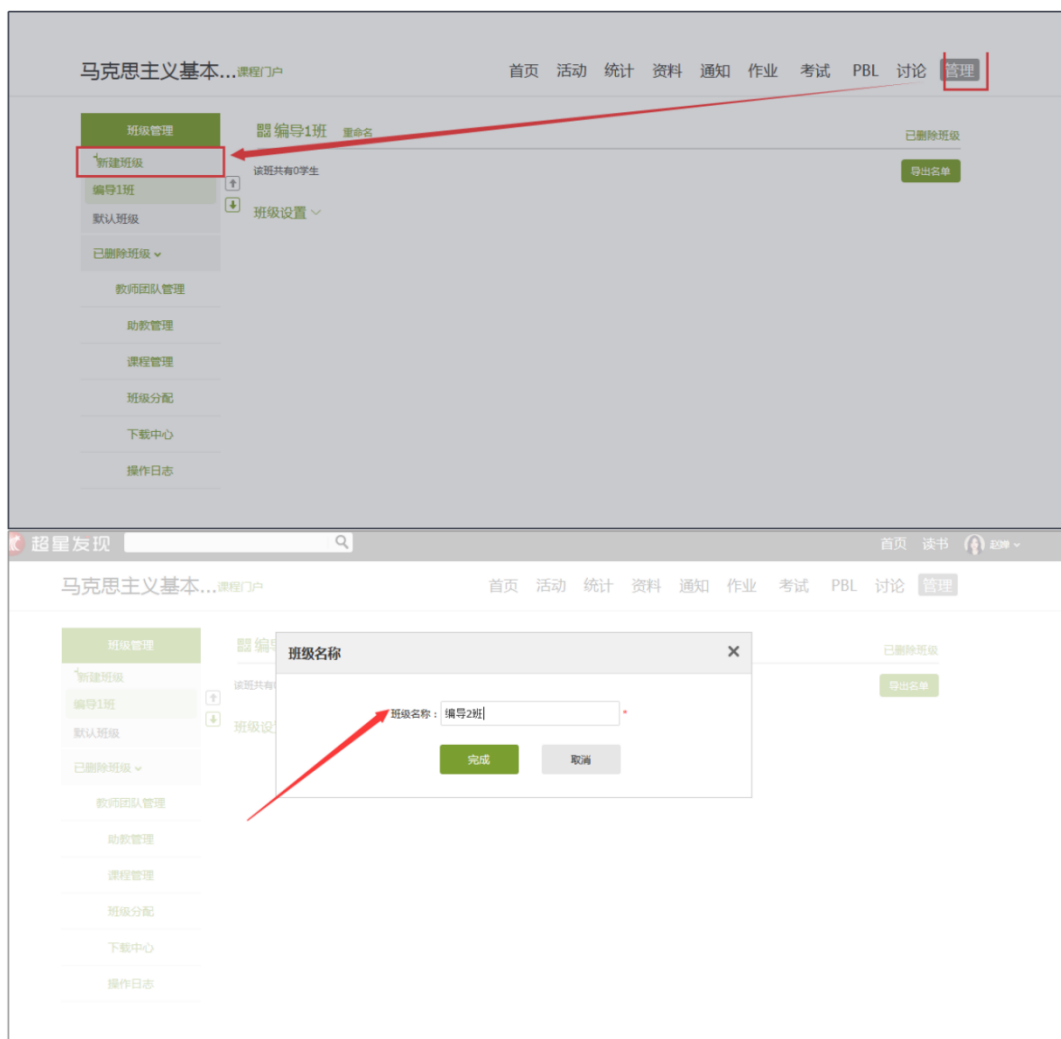 马克思主义基本...课程门户 首页 活动 统计 资料 通知 作业 考试 PBL 讨论 管理
班级管理 编导1班 重命名 已删除班级
+新建班级 该班共有0学生 导出名单
编导1班
默认班级 班级设置
已删除班级
教师团队管理
助教管理
课程管理
班级分配
下载中心
操作日志
超星发现 首页 读书
马克思主义基本...课程门户 首页 活动 统计 资料 通知 作业 考试 PBL 讨论 管理
班级管理 编导 已删除班级
班级名称
+新建班级 该班共有 导出名单
编导1班
班级名称： 编导2班 *
默认班级 班级设
完成 取消
已删除班级
教师团队管理
助教管理
课程管理
班级分配
下载中心
操作日志